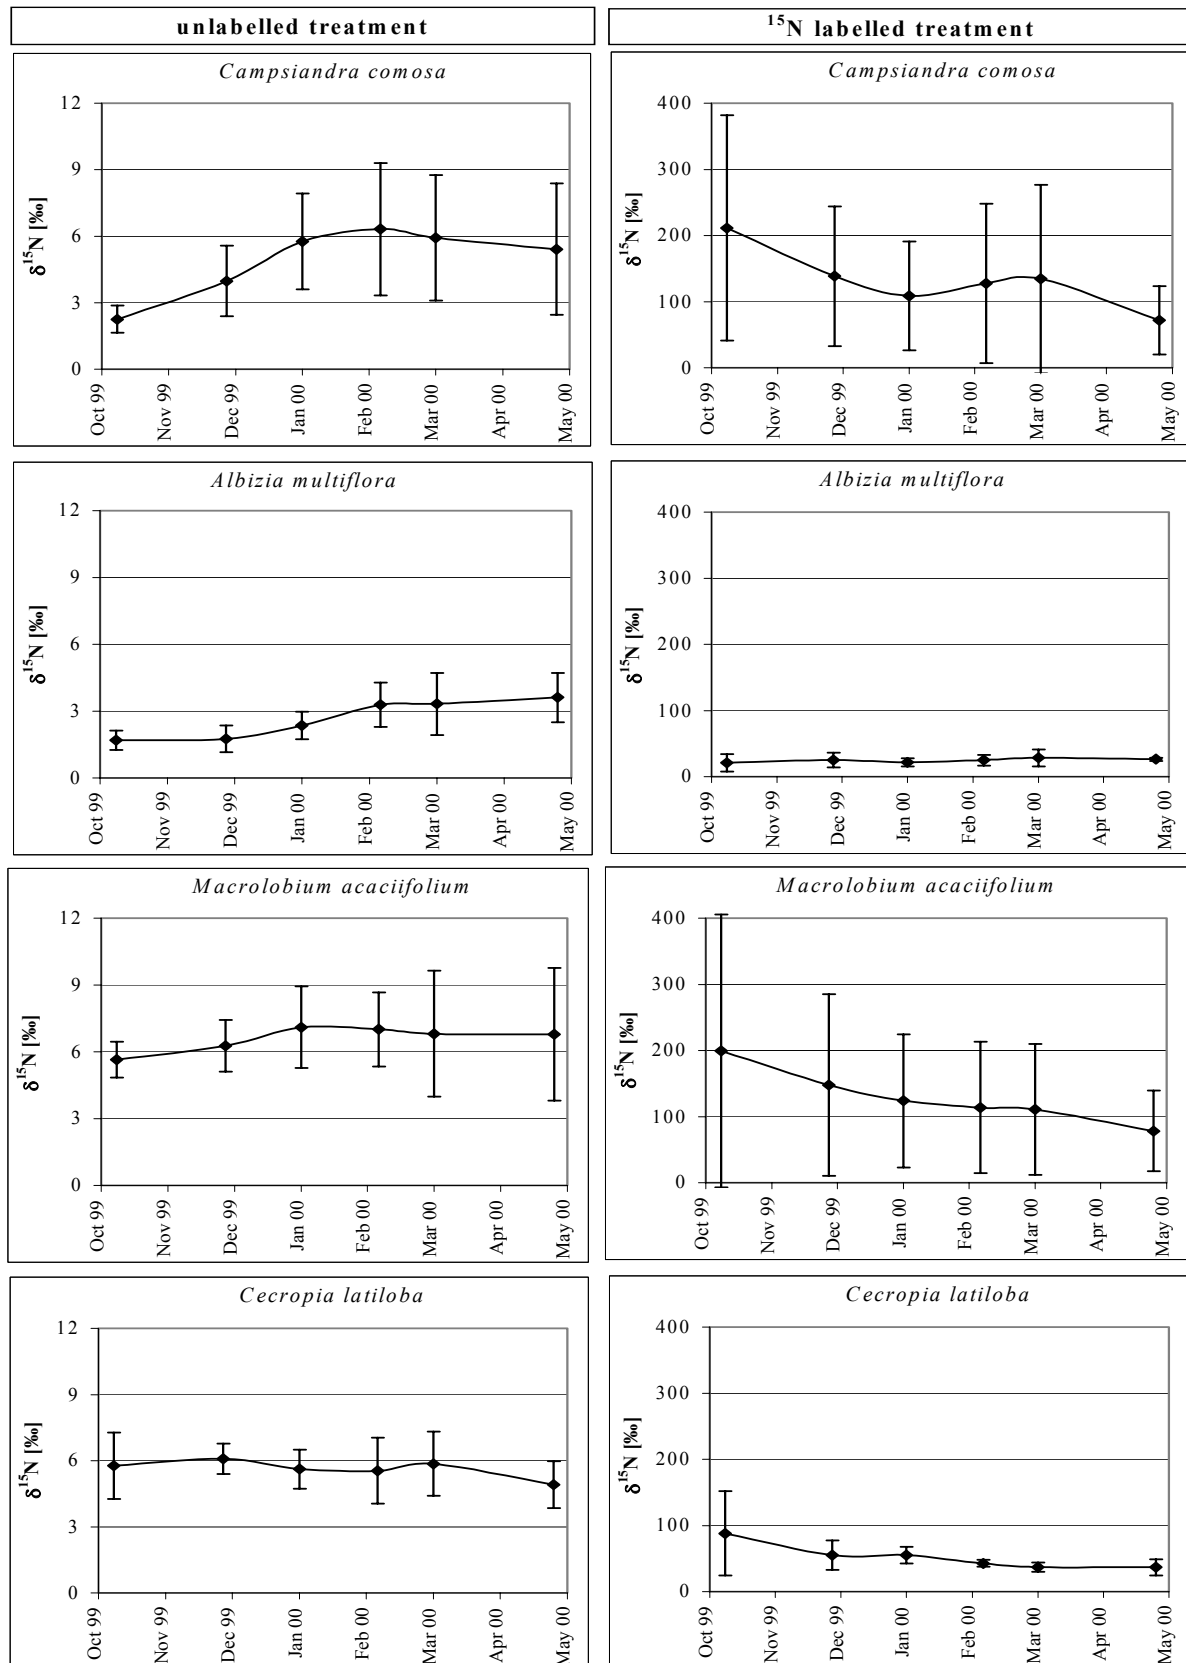 unlabelled treatment
¹⁵N labelled treatment
Campsiandra comosa
12
9
6
3
0
δ¹⁵N [‰]
Oct 99
Nov 99
Dec 99
Jan 00
Feb 00
Mar 00
Apr 00
May 00
Campsiandra comosa
400
300
200
100
0
δ¹⁵N [‰]
Oct 99
Nov 99
Dec 99
Jan 00
Feb 00
Mar 00
Apr 00
May 00
Albizia multiflora
12
9
6
3
0
δ¹⁵N [‰]
Oct 99
Nov 99
Dec 99
Jan 00
Feb 00
Mar 00
Apr 00
May 00
Albizia multiflora
400
300
200
100
0
δ¹⁵N [‰]
Oct 99
Nov 99
Dec 99
Jan 00
Feb 00
Mar 00
Apr 00
May 00
Macrolobium acaciifolium
12
9
6
3
0
δ¹⁵N [‰]
Oct 99
Nov 99
Dec 99
Jan 00
Feb 00
Mar 00
Apr 00
May 00
Macrolobium acaciifolium
400
300
200
100
0
δ¹⁵N [‰]
Oct 99
Nov 99
Dec 99
Jan 00
Feb 00
Mar 00
Apr 00
May 00
Cecropia latiloba
12
9
6
3
0
δ¹⁵N [‰]
Oct 99
Nov 99
Dec 99
Jan 00
Feb 00
Mar 00
Apr 00
May 00
Cecropia latiloba
400
300
200
100
0
δ¹⁵N [‰]
Oct 99
Nov 99
Dec 99
Jan 00
Feb 00
Mar 00
Apr 00
May 00